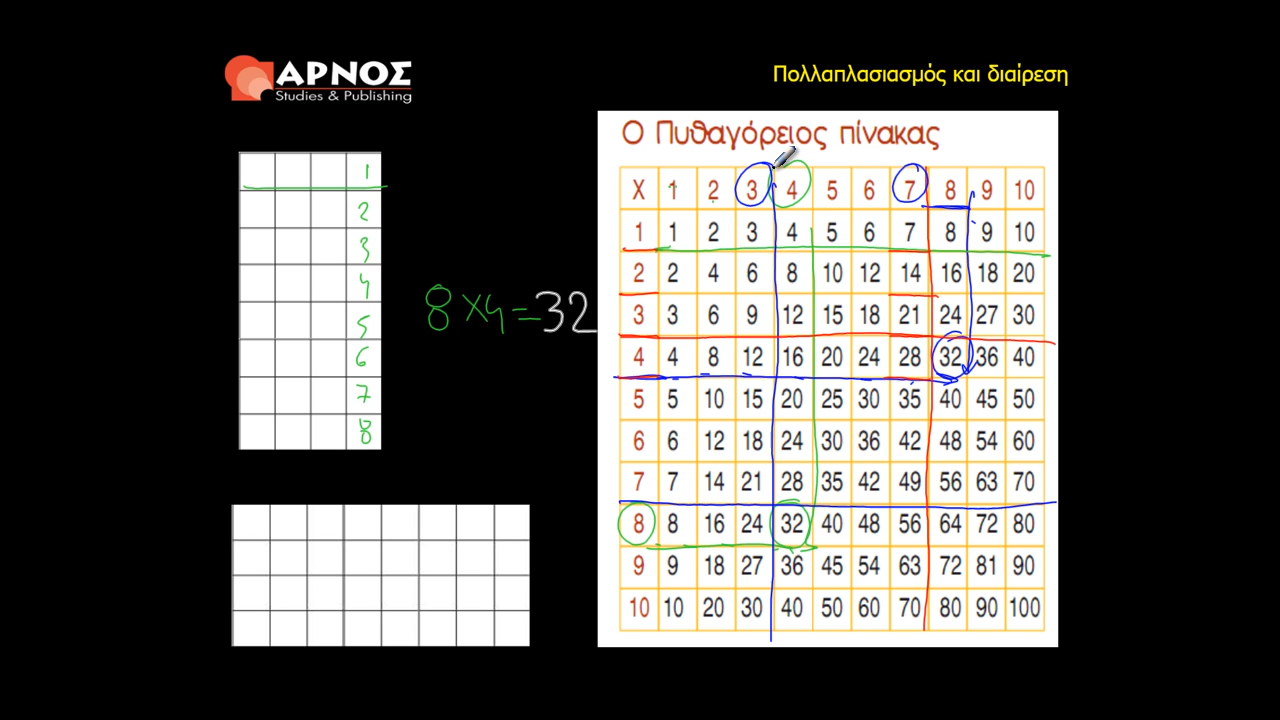 ΑΡΝΟΣ
Studies & Publishing
Πολλαπλασιασμός και διαίρεση
1
2
3
4
5
6
7
8
8 x 4 = 32
Ο Πυθαγόρειος πίνακας
X 1 2 3 4 5 6 7 8 9 10
1 1 2 3 4 5 6 7 8 9 10
2 2 4 6 8 10 12 14 16 18 20
3 3 6 9 12 15 18 21 24 27 30
4 4 8 12 16 20 24 28 32 36 40
5 5 10 15 20 25 30 35 40 45 50
6 6 12 18 24 30 36 42 48 54 60
7 7 14 21 28 35 42 49 56 63 70
8 8 16 24 32 40 48 56 64 72 80
9 9 18 27 36 45 54 63 72 81 90
10 10 20 30 40 50 60 70 80 90 100